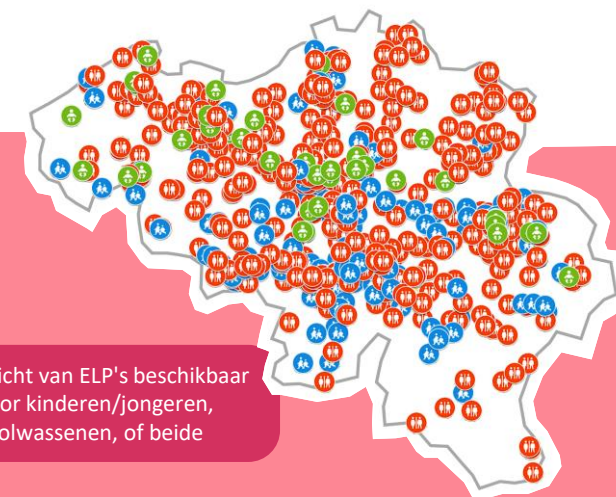 icht van ELP's beschikbaar
or kinderen/jongeren,
olwassenen, of beide